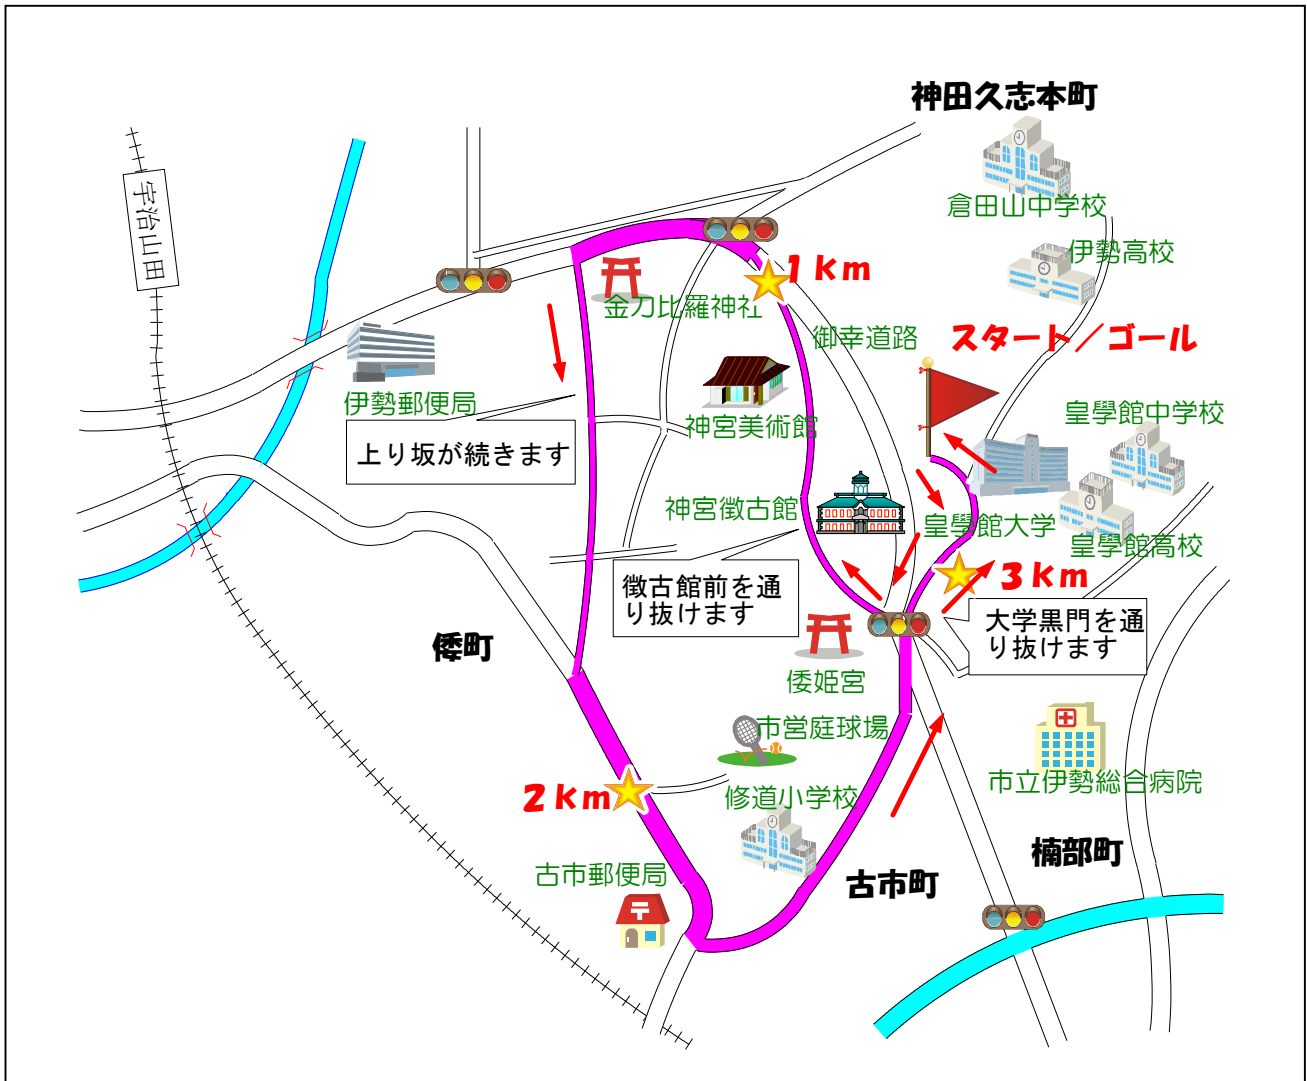 神田久志本町
倉田山中学校
宇治山田
伊勢高校
1km
金刀比羅神社
御幸道路
スタート／ゴール
伊勢郵便局
神宮美術館
皇學館中学校
上り坂が続きます
神宮徴古館
皇學館大学
皇學館高校
3km
徴古館前を通
り抜けます
大学黒門を通
り抜けます
倭町
倭姫宮
市営庭球場
市立伊勢総合病院
2km
修道小学校
楠部町
古市郵便局
古市町
〒